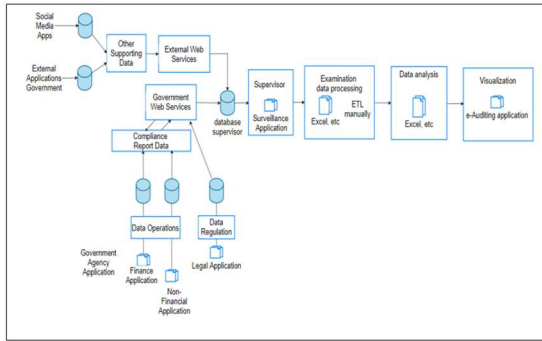 Social
Media
Apps
Other
Supporting
Data
External Web
Services
External
Applications
Government
Government
Web Services
database
supervisor
Compliance
Report Data
Supervisor
Surveillance
Application
Examination
data processing
ETL
manually
Excel, etc
Data analysis
Excel, etc
Visualization
e-Auditing application
Data Operations
Data
Regulation
Government
Agency
Application
Finance
Application
Legal Application
Non-
Financial
Application